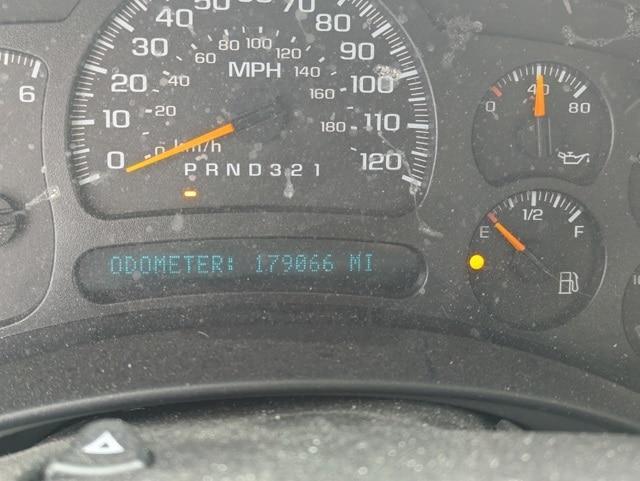 40 50 60 70
30 60 80 100 120 90
20 40 MPH 140 100
160
10 20 180 110
0 0 km/h 120
PRND321
6
0 40 80
E 1/2 F
ODOMETER: 179066 MI